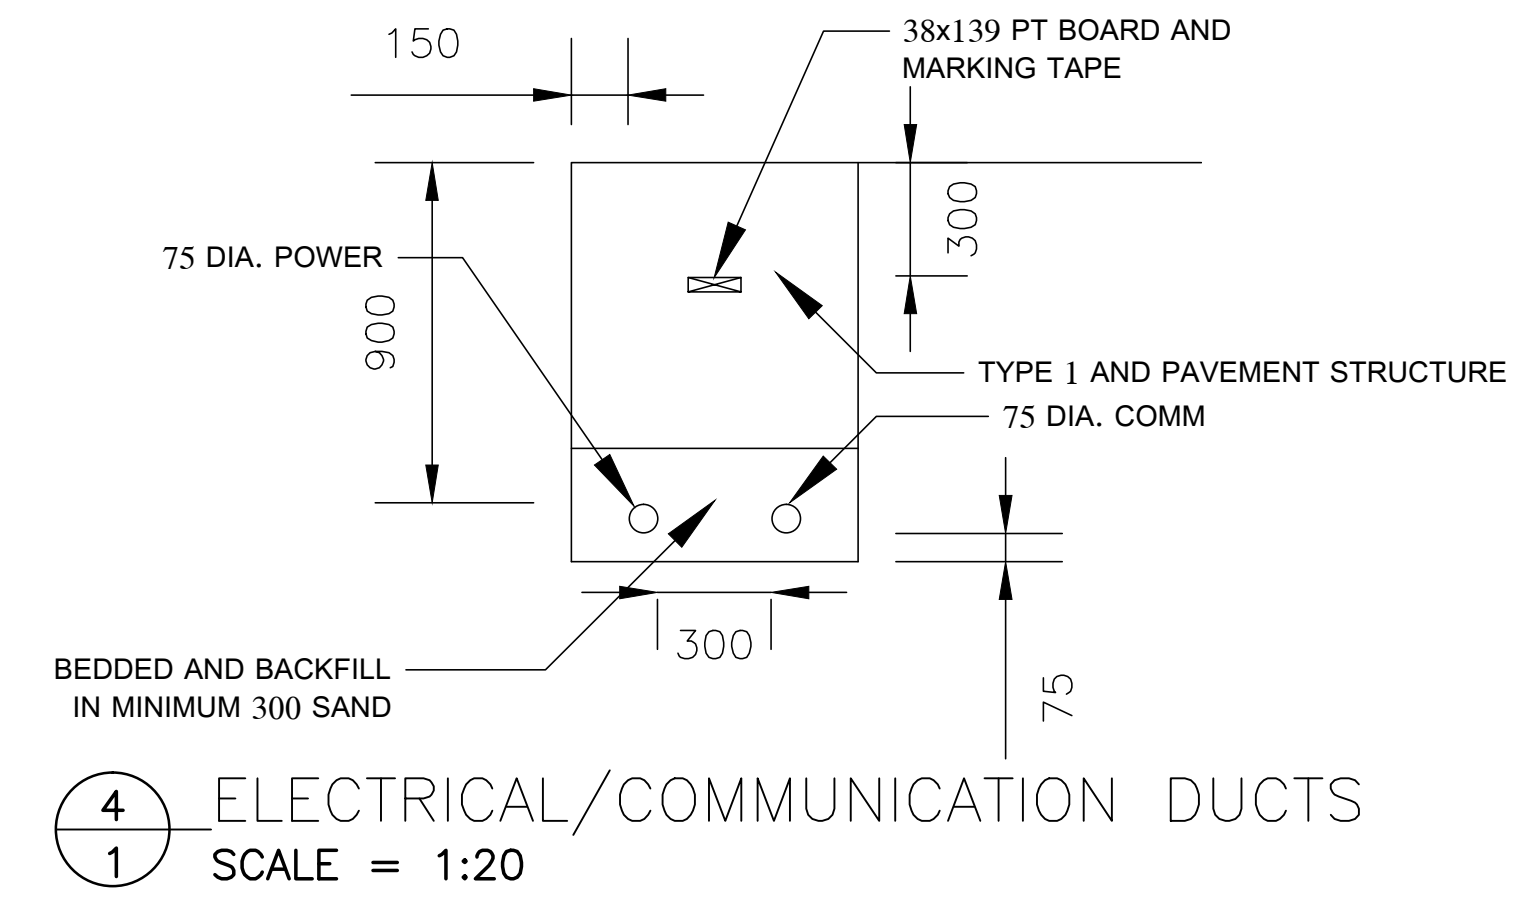 150
38x139 PT BOARD AND
MARKING TAPE
300
75 DIA. POWER
900
TYPE 1 AND PAVEMENT STRUCTURE
75 DIA. COMM
300
75
BEDDED AND BACKFILL
IN MINIMUM 300 SAND
4
1
ELECTRICAL/COMMUNICATION DUCTS
SCALE = 1:20